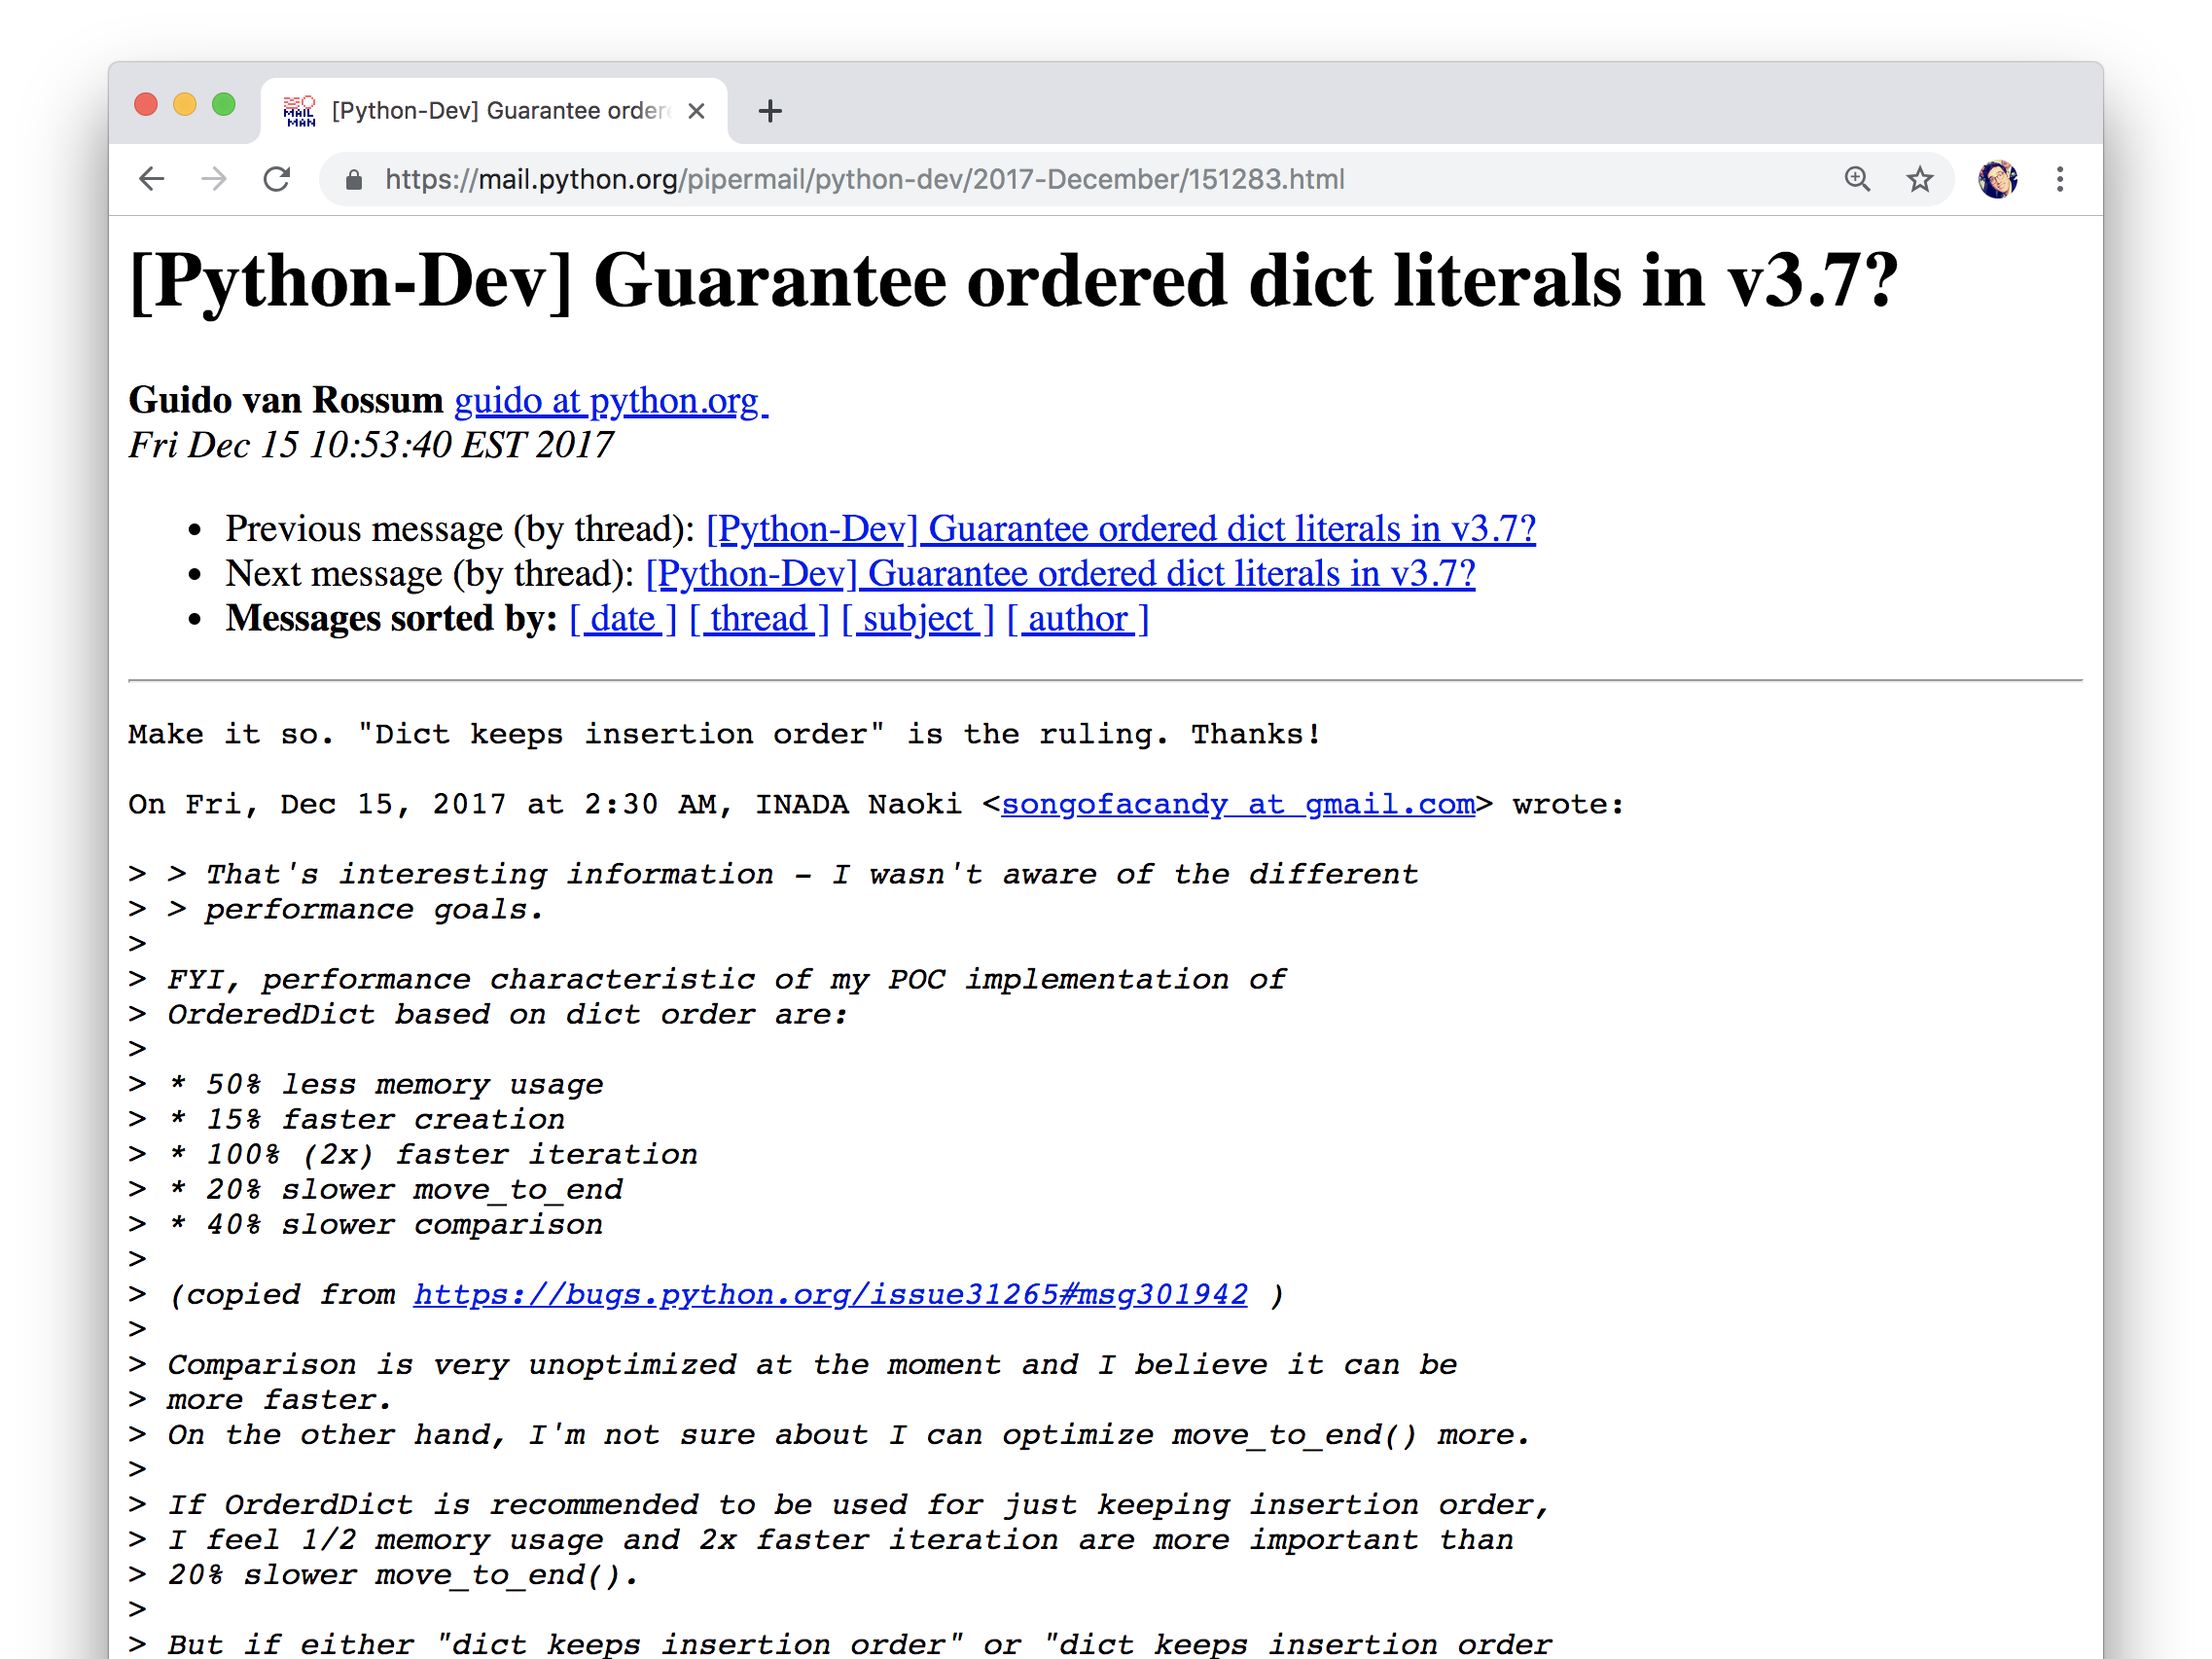 MAIL
MAN
[Python-Dev] Guarantee ordere
https://mail.python.org/pipermail/python-dev/2017-December/151283.html
[Python-Dev] Guarantee ordered dict literals in v3.7?
Guido van Rossum guido at python.org
Fri Dec 15 10:53:40 EST 2017
• Previous message (by thread): [Python-Dev] Guarantee ordered dict literals in v3.7?
• Next message (by thread): [Python-Dev] Guarantee ordered dict literals in v3.7?
• Messages sorted by: [ date ] [ thread ] [ subject ] [ author ]
Make it so. "Dict keeps insertion order" is the ruling. Thanks!
On Fri, Dec 15, 2017 at 2:30 AM, INADA Naoki <songofacandy at gmail.com> wrote:
> > That's interesting information - I wasn't aware of the different
> > performance goals.
>
> FYI, performance characteristic of my POC implementation of
> OrderedDict based on dict order are:
>
> * 50% less memory usage
> * 15% faster creation
> * 100% (2x) faster iteration
> * 20% slower move_to_end
> * 40% slower comparison
>
> (copied from https://bugs.python.org/issue31265#msg301942 )
>
> Comparison is very unoptimized at the moment and I believe it can be
> more faster.
> On the other hand, I'm not sure about I can optimize move_to_end() more.
>
> If OrderdDict is recommended to be used for just keeping insertion order,
> I feel 1/2 memory usage and 2x faster iteration are more important than
> 20% slower move_to_end().
>
> But if either "dict keeps insertion order" or "dict keeps insertion order